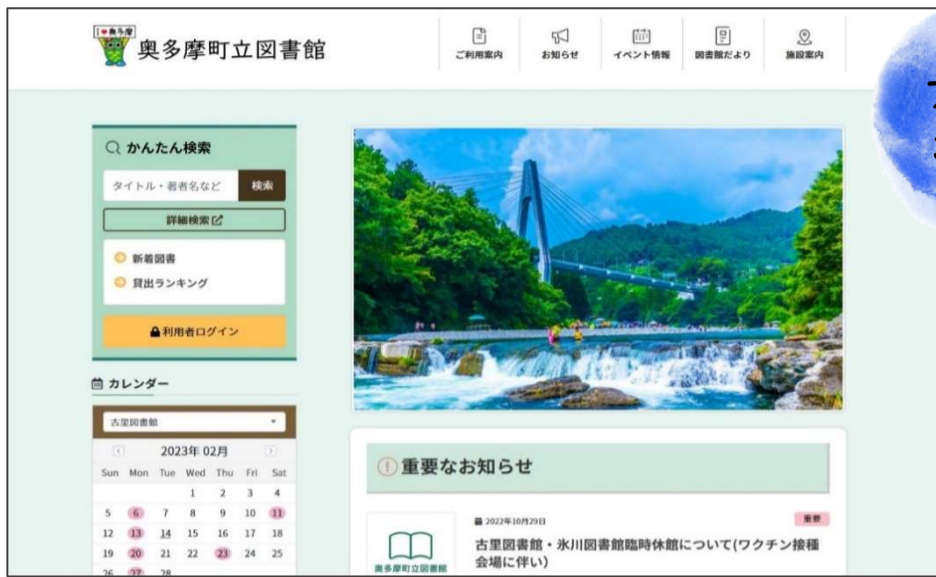 I♥奥多摩
奥多摩町立図書館
ご利用案内
お知らせ
イベント情報
図書館だより
施設案内
かんたん検索
タイトル・著者名など
検索
詳細検索
新着図書
貸出ランキング
利用者ログイン
カレンダー
古里図書館
2023年 02月
Sun Mon Tue Wed Thu Fri Sat
1 2 3 4
5 6 7 8 9 10 11
12 13 14 15 16 17 18
19 20 21 22 23 24 25
26 27 28
重要なお知らせ
2022年10月29日
重要
古里図書館・氷川図書館臨時休館について(ワクチン接種
会場に伴い)
奥多摩町立図書館